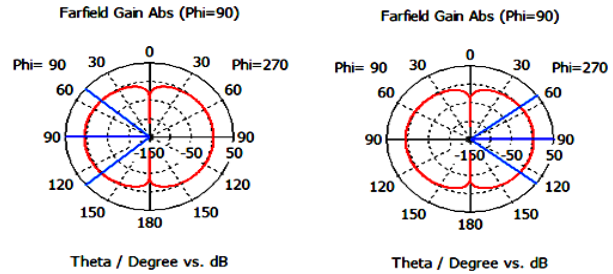 Farfield Gain Abs (Phi=90)
0
30 30
Phi= 90 Phi=270
60 60
90 90
-150 -50 50
120 120
150 150
180
Theta / Degree vs. dB
Farfield Gain Abs (Phi=90)
0
30 30
Phi= 90 Phi=270
60 60
90 90
-150 -50 50
120 120
150 150
180
Theta / Degree vs. dB